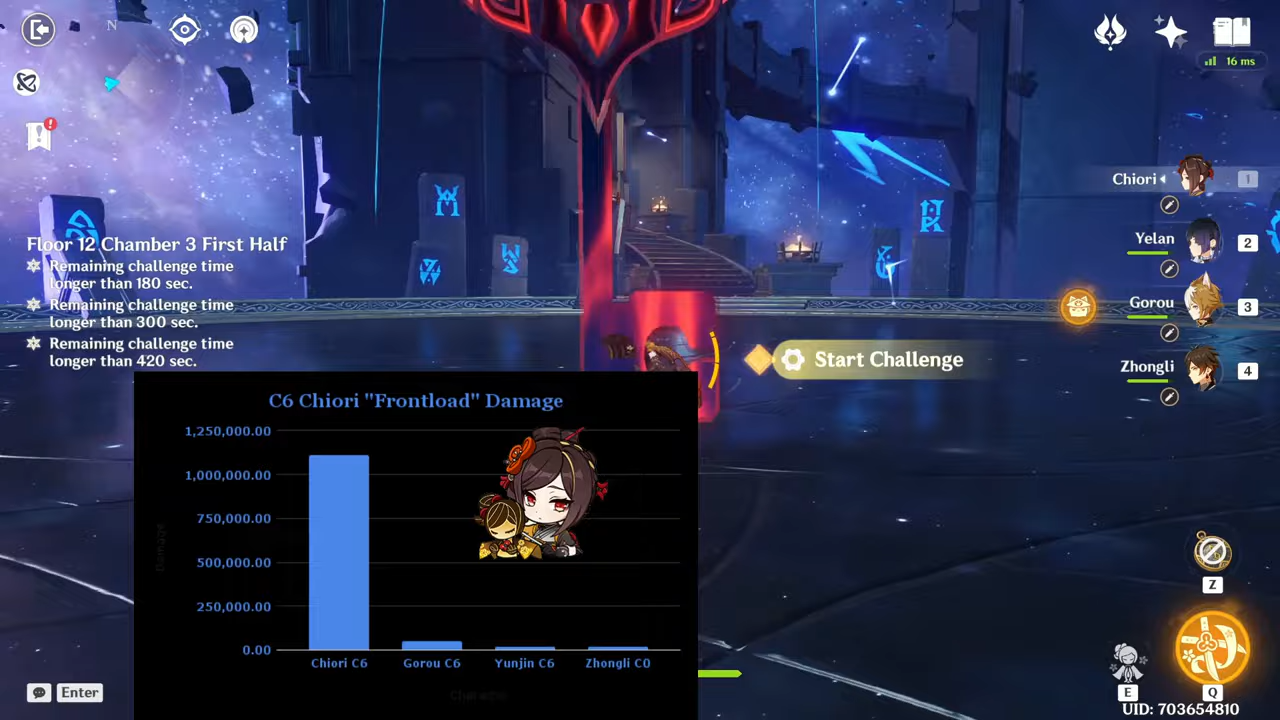 N
16 ms
Chiori
1
Floor 12 Chamber 3 First Half
Remaining challenge time
longer than 180 sec.
Remaining challenge time
longer than 300 sec.
Remaining challenge time
longer than 420 sec.
Yelan
2
Gorou
3
Zhongli
4
Start Challenge
C6 Chiori "Frontload" Damage
1,250,000.00
1,000,000.00
750,000.00
500,000.00
250,000.00
0.00
Damage
Chiori C6
Gorou C6
Yunjin C6
Zhongli C0
Character
Z
Enter
E
Q
UID: 703654810